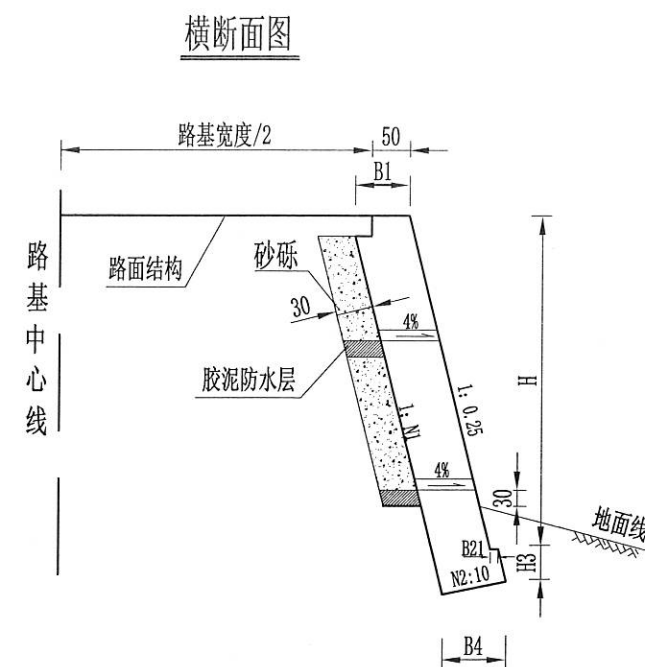 横断面图
路基宽度/2
50
B1
路基中心线
路面结构
砂砾
30
4%
胶泥防水层
1: N1
1: 0.25
H
4%
30
地面线
B21
H3
N2:10
B4